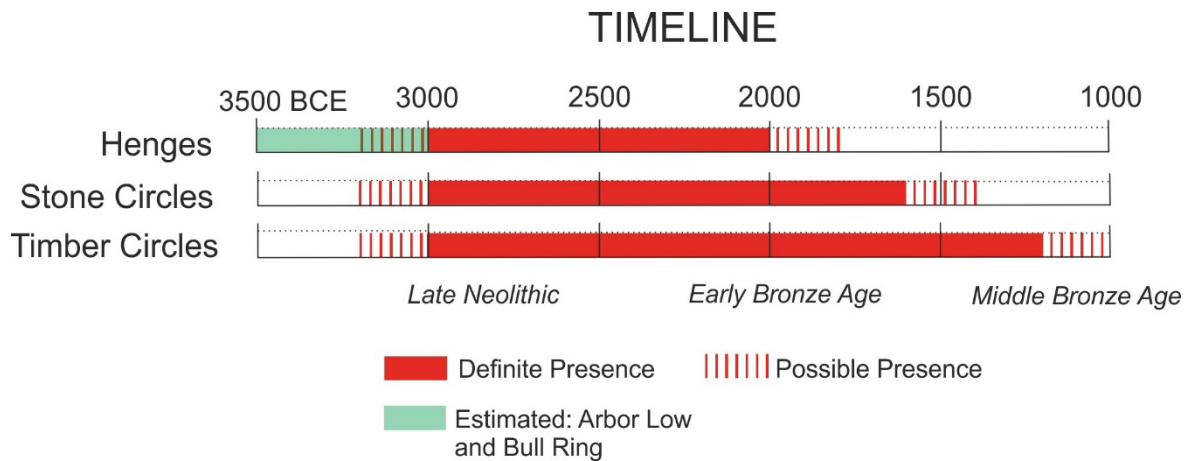 TIMELINE
3500 BCE 3000 2500 2000 1500 1000
Henges
Stone Circles
Timber Circles
Late Neolithic Early Bronze Age Middle Bronze Age
Definite Presence Possible Presence
Estimated: Arbor Low
and Bull Ring